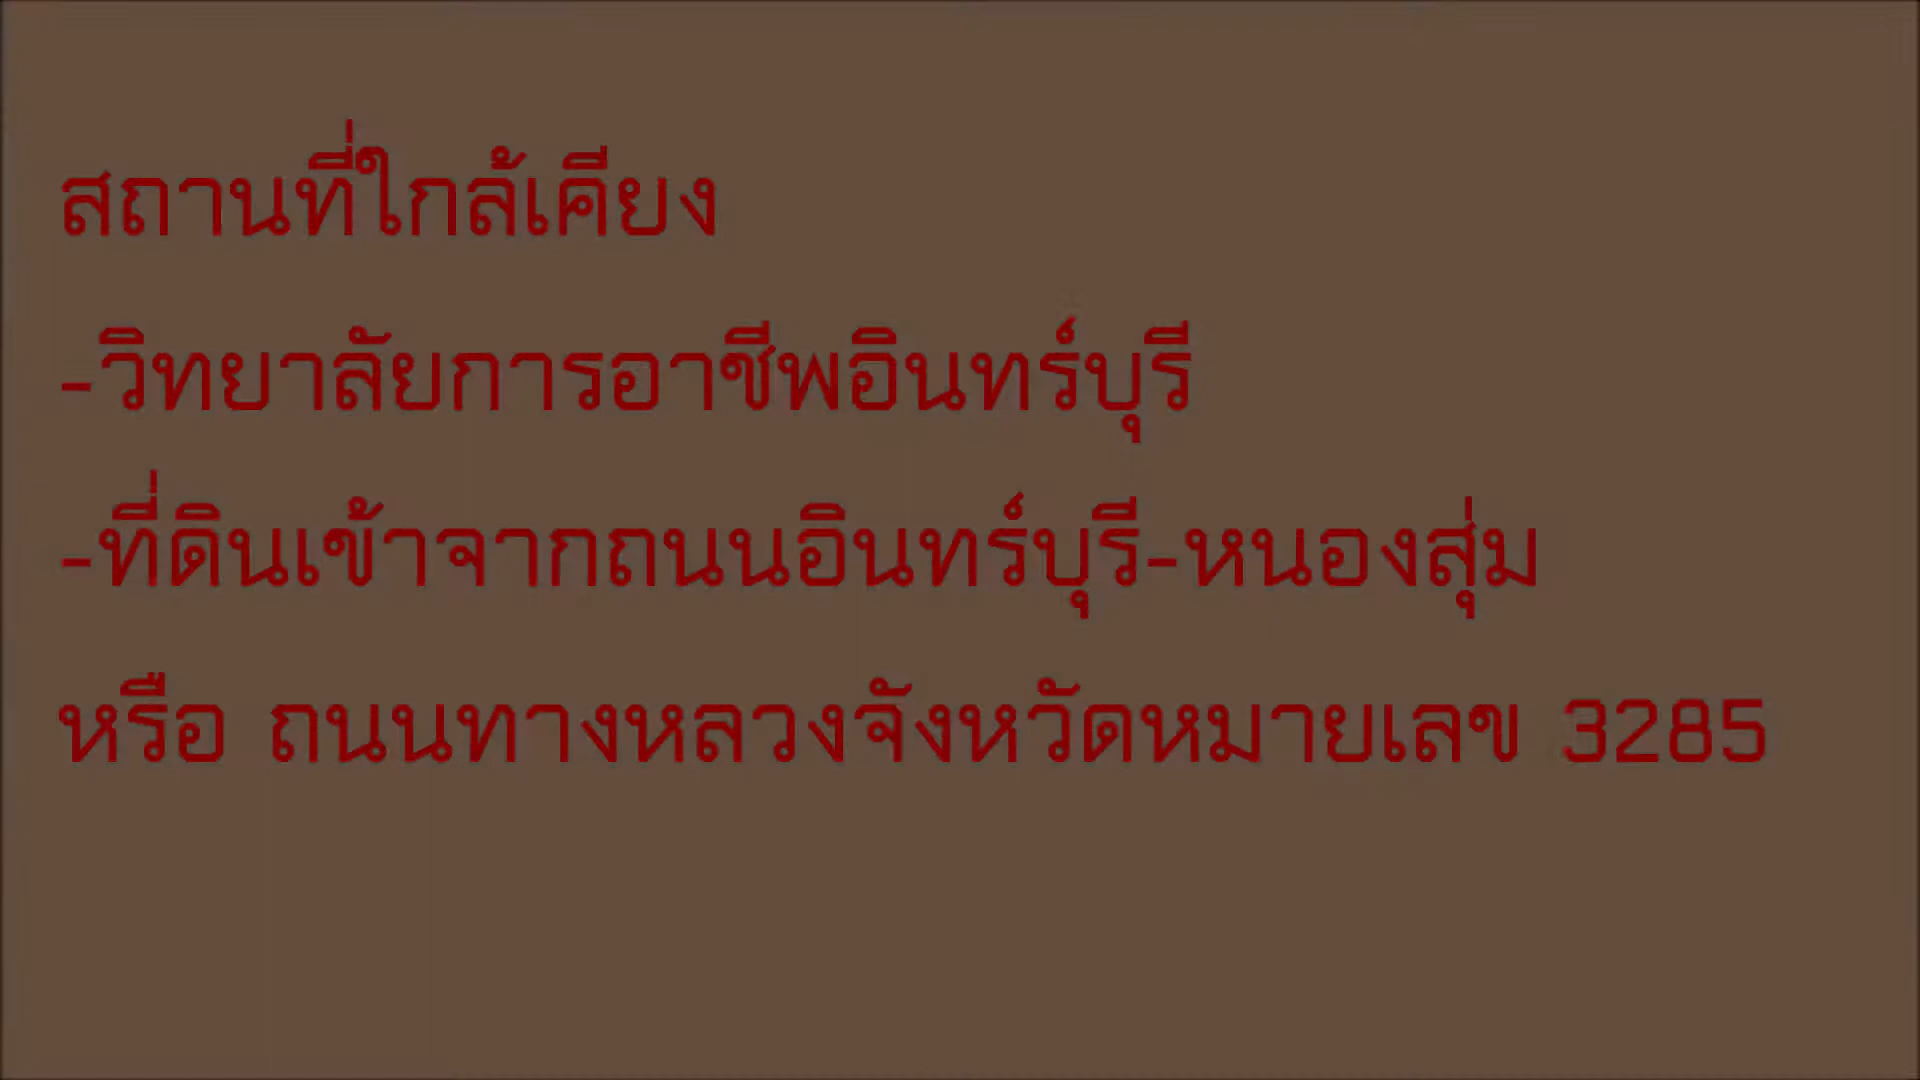 สถานที่ใกล้เคียง
-วิทยาลัยการอาชีพอินทร์บุรี
-ที่ดินเข้าจากถนนอินทร์บุรี-หนองสุ่ม
หรือ ถนนทางหลวงจังหวัดหมายเลข 3285